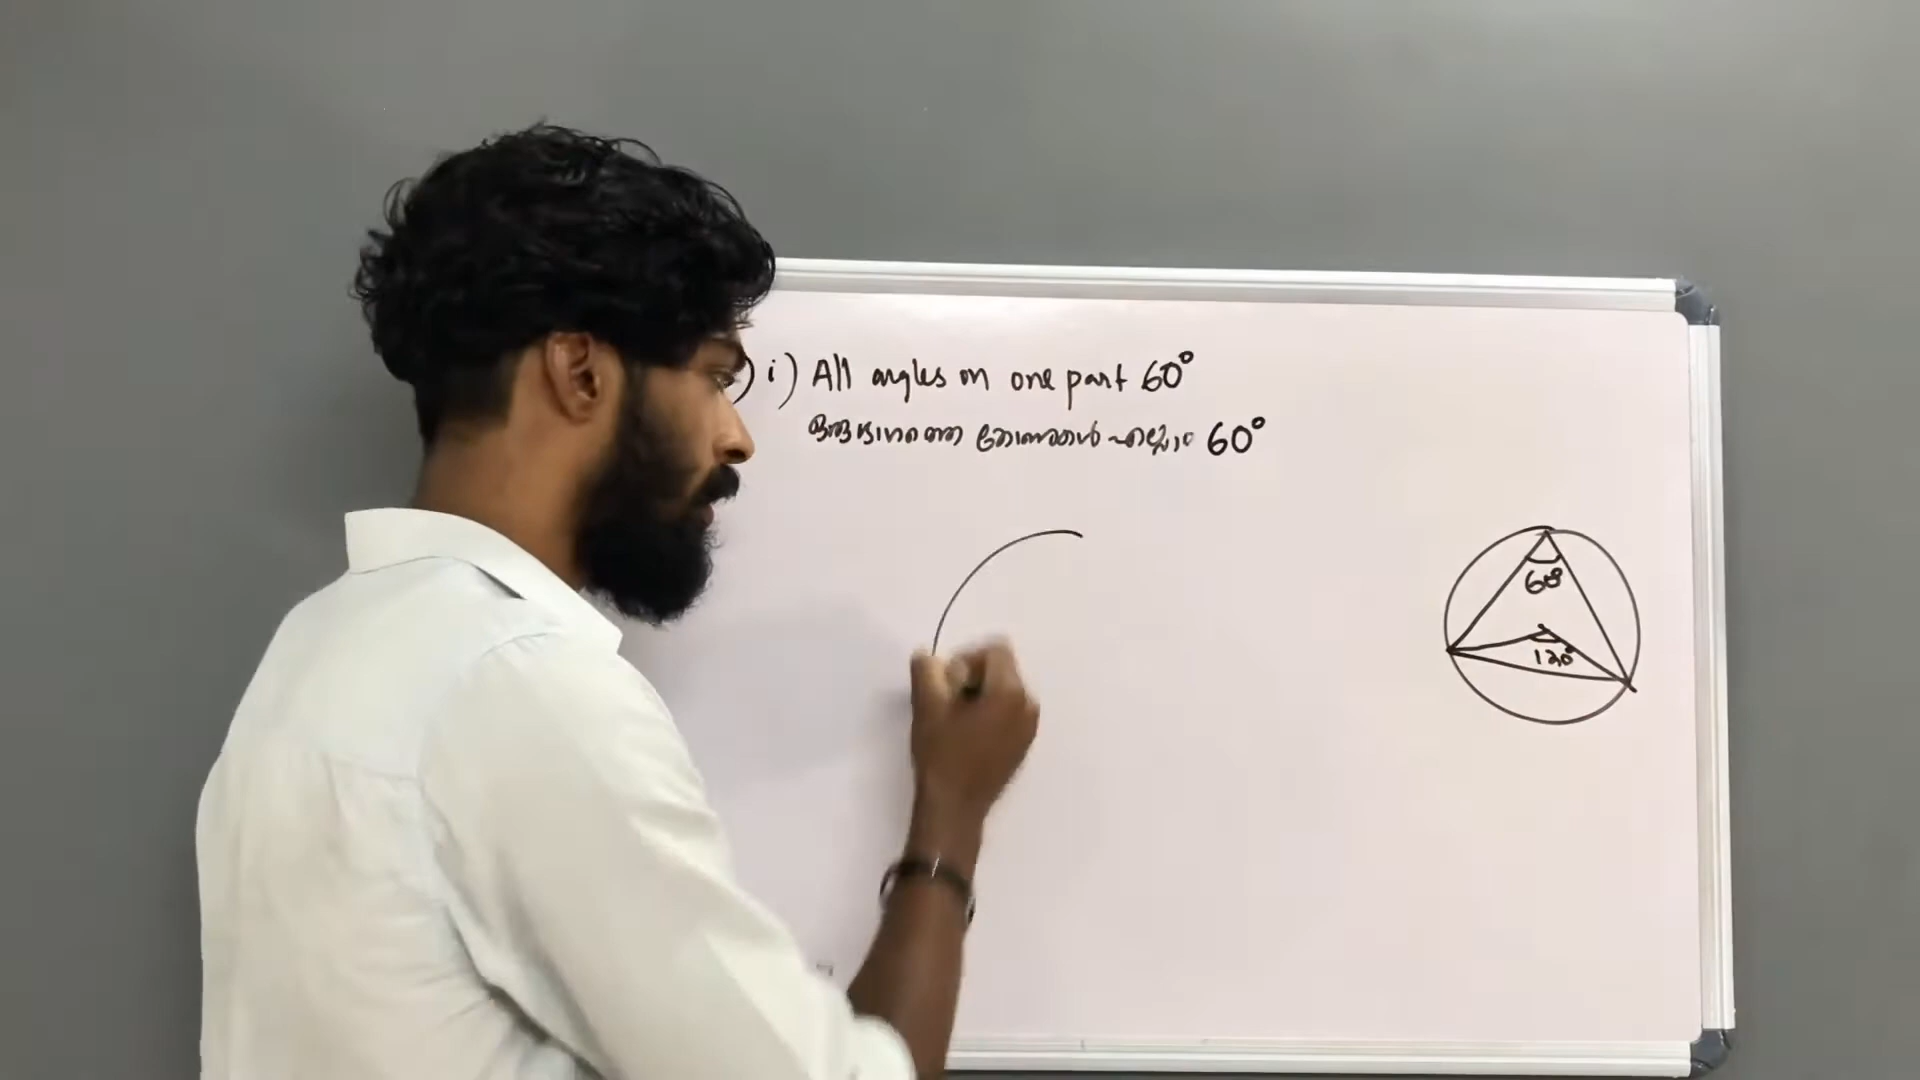 ) i) All angles on one part 60°
ഒരു ഭാഗത്തെ കോണുകൾ എല്ലാം 60°
60°
120°